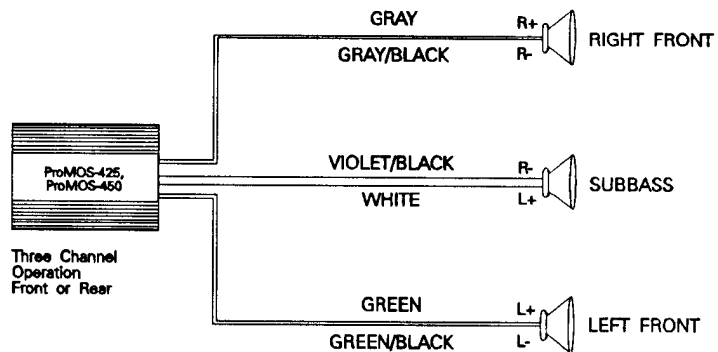 GRAY R+
GRAY/BLACK R-
RIGHT FRONT
ProMOS-425,
ProMOS-450
VIOLET/BLACK R-
WHITE L+
SUBBASS
Three Channel
Operation
Front or Rear
GREEN L+
GREEN/BLACK L-
LEFT FRONT